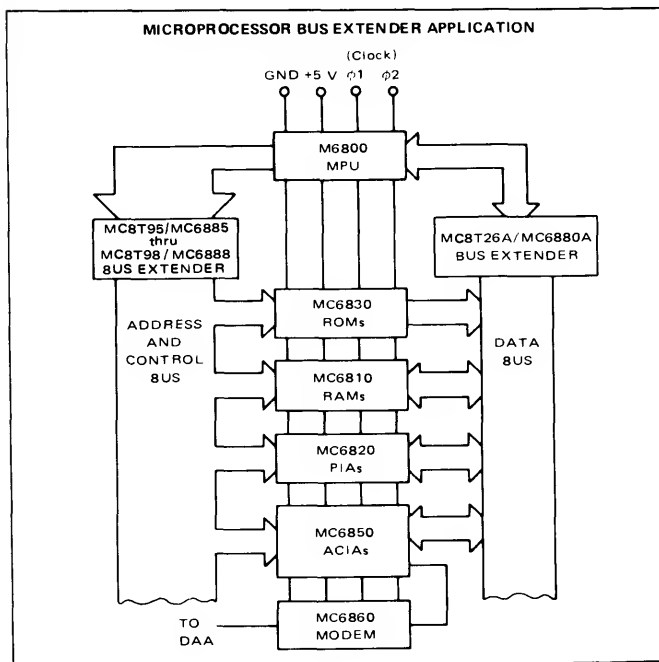 MICROPROCESSOR BUS EXTENDER APPLICATION
(Clock)
GND +5 V ϕ1 ϕ2
M6800
MPU
MC8T95/MC6885
thru
MC8T98/MC6888
8US EXTENDER
MC8T26A/MC6880A
BUS EXTENDER
ADDRESS
AND
CONTROL
8US
MC6830
ROMs
DATA
8US
MC6810
RAMs
MC6820
PIAs
MC6850
ACIAs
TO
DAA
MC6860
MODEM